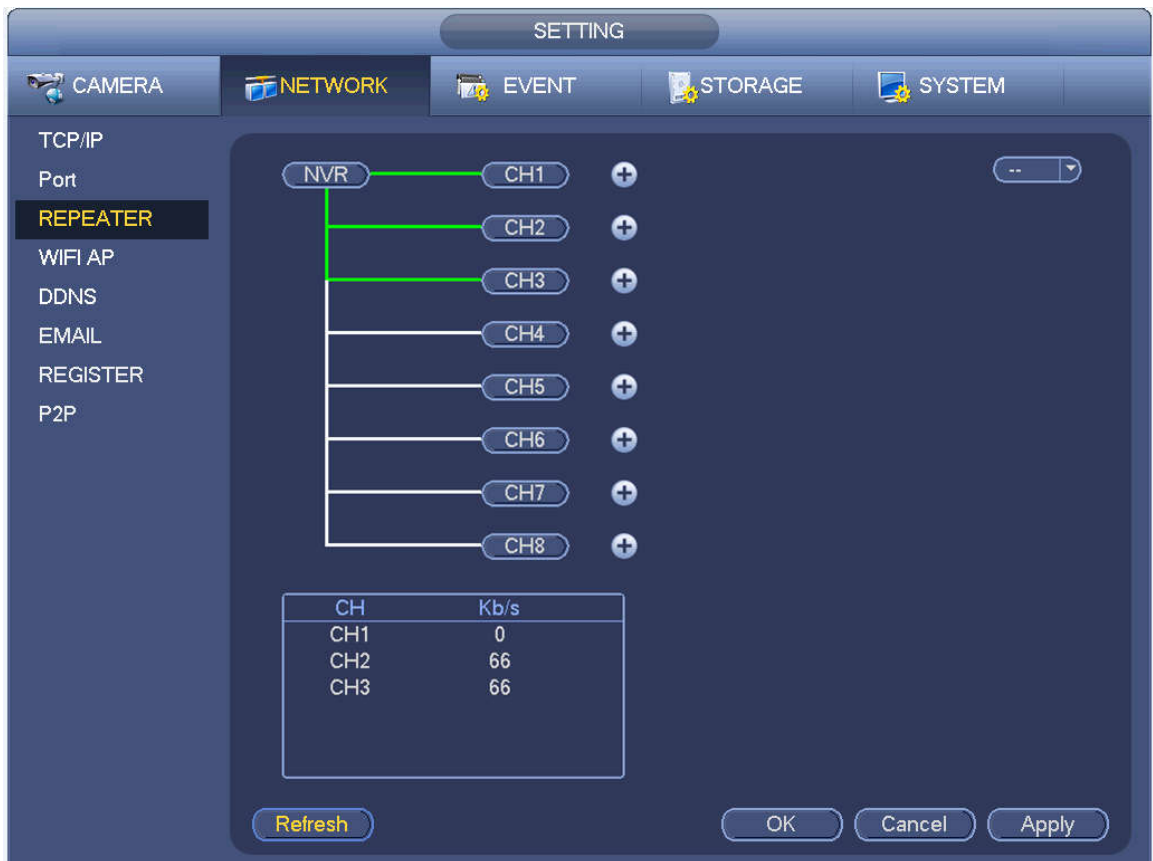 SETTING
CAMERA NETWORK EVENT STORAGE SYSTEM
TCP/IP
Port
REPEATER
WIFI AP
DDNS
EMAIL
REGISTER
P2P
NVR CH1 --
CH2
CH3
CH4
CH5
CH6
CH7
CH8
CH Kb/s
CH1 0
CH2 66
CH3 66
Refresh OK Cancel Apply